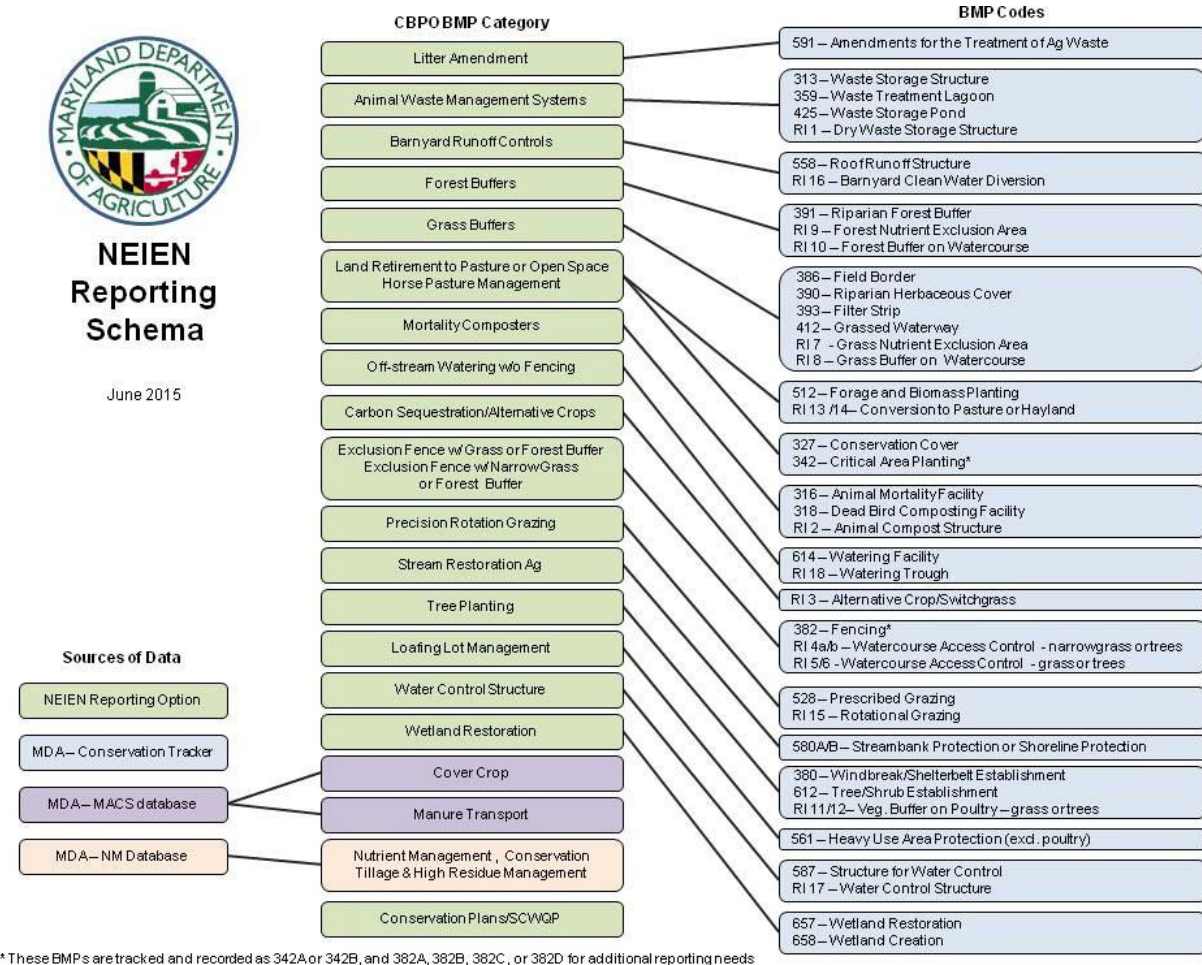 MARYLAND DEPARTMENT
OF AGRICULTURE
NEIEN
Reporting
Schema
June 2015
Sources of Data
NEIEN Reporting Option
MDA – Conservation Tracker
MDA – MACS database
MDA – NM Database
CBPO BMP Category
Litter Amendment
Animal Waste Management Systems
Barnyard Runoff Controls
Forest Buffers
Grass Buffers
Land Retirement to Pasture or Open Space
Horse Pasture Management
Mortality Composters
Off-stream Watering w/o Fencing
Carbon Sequestration/Alternative Crops
Exclusion Fence w/ Grass or Forest Buffer
Exclusion Fence w/ Narrow Grass
or Forest Buffer
Precision Rotation Grazing
Stream Restoration Ag
Tree Planting
Loafing Lot Management
Water Control Structure
Wetland Restoration
Cover Crop
Manure Transport
Nutrient Management , Conservation
Tillage & High Residue Management
Conservation Plans/SCWQP
BMP Codes
591 – Amendments for the Treatment of Ag Waste
313 – Waste Storage Structure
359 – Waste Treatment Lagoon
425 – Waste Storage Pond
RI 1 – Dry Waste Storage Structure
558 – Roof Runoff Structure
RI 16 – Barnyard Clean Water Diversion
391 – Riparian Forest Buffer
RI 9 – Forest Nutrient Exclusion Area
RI 10 – Forest Buffer on Watercourse
386 – Field Border
390 – Riparian Herbaceous Cover
393 – Filter Strip
412 – Grassed Waterway
RI 7 - Grass Nutrient Exclusion Area
RI 8 – Grass Buffer on Watercourse
512 – Forage and Biomass Planting
RI 13 /14 – Conversion to Pasture or Hayland
327 – Conservation Cover
342 – Critical Area Planting*
316 – Animal Mortality Facility
318 – Dead Bird Composting Facility
RI 2 – Animal Compost Structure
614 – Watering Facility
RI 18 – Watering Trough
RI 3 – Alternative Crop/Switchgrass
382 – Fencing*
RI 4a/b – Watercourse Access Control - narrow grass or trees
RI 5/6 - Watercourse Access Control - grass or trees
528 – Prescribed Grazing
RI 15 – Rotational Grazing
580A/B – Streambank Protection or Shoreline Protection
380 – Windbreak/Shelterbelt Establishment
612 – Tree/Shrub Establishment
RI 11/12 – Veg. Buffer on Poultry – grass or trees
561 – Heavy Use Area Protection (excl. poultry)
587 – Structure for Water Control
RI 17 – Water Control Structure
657 – Wetland Restoration
658 – Wetland Creation
* These BMPs are tracked and recorded as 342A or 342B, and 382A, 382B, 382C, or 382D for additional reporting needs